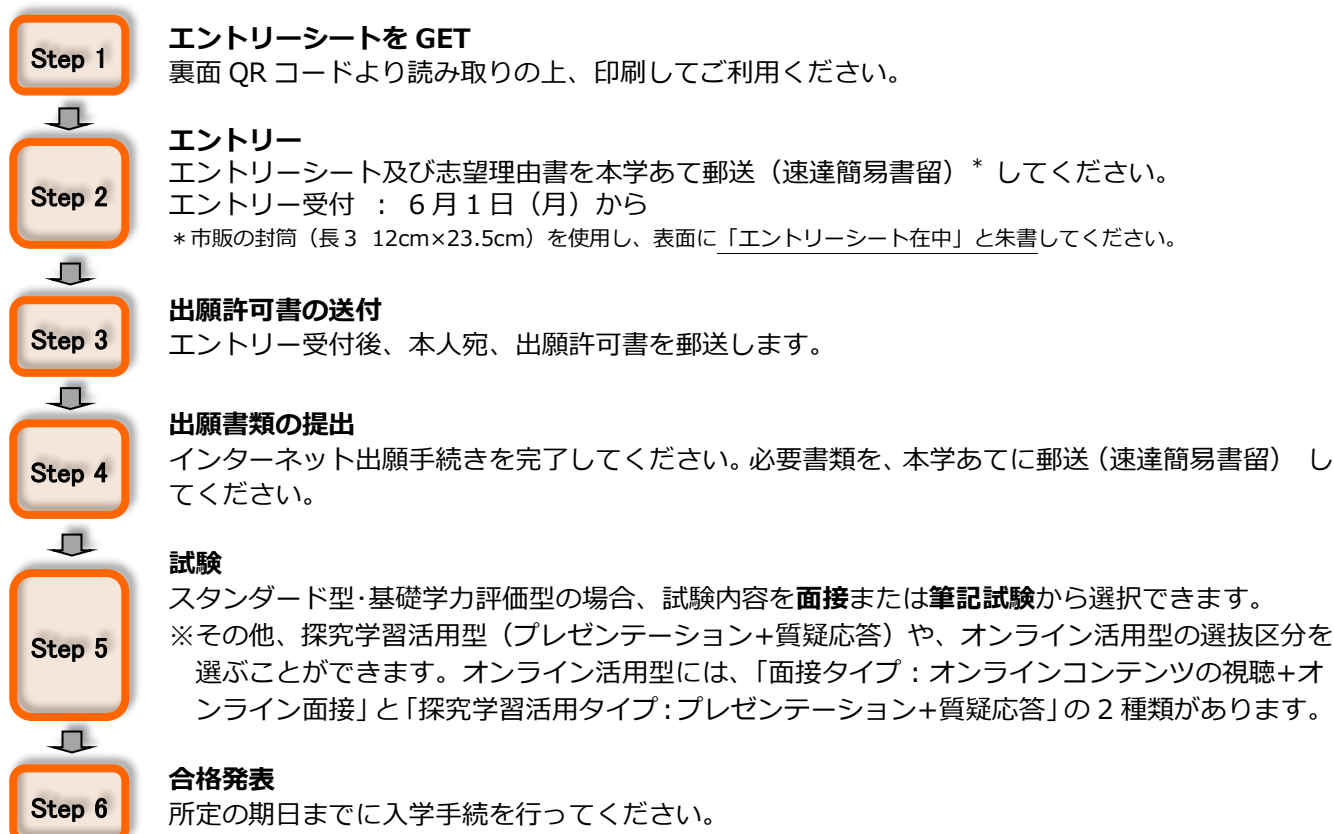 Step 1
エントリーシートを GET
裏面 QR コードより読み取りの上、印刷してご利用ください。
Step 2
エントリー
エントリーシート及び志望理由書を本学あて郵送（速達簡易書留）* してください。
エントリー受付 ： 6 月 1 日（月）から
＊市販の封筒（長３ 12cm×23.5cm）を使用し、表面に「エントリーシート在中」と朱書してください。
Step 3
出願許可書の送付
エントリー受付後、本人宛、出願許可書を郵送します。
Step 4
出願書類の提出
インターネット出願手続きを完了してください。必要書類を、本学あてに郵送（速達簡易書留） し
てください。
Step 5
試験
スタンダード型・基礎学力評価型の場合、試験内容を面接または筆記試験から選択できます。
※その他、探究学習活用型（プレゼンテーション+質疑応答）や、オンライン活用型の選抜区分を
選ぶことができます。オンライン活用型には、「面接タイプ：オンラインコンテンツの視聴+オ
ンライン面接」と「探究学習活用タイプ：プレゼンテーション+質疑応答」の 2 種類があります。
Step 6
合格発表
所定の期日までに入学手続を行ってください。